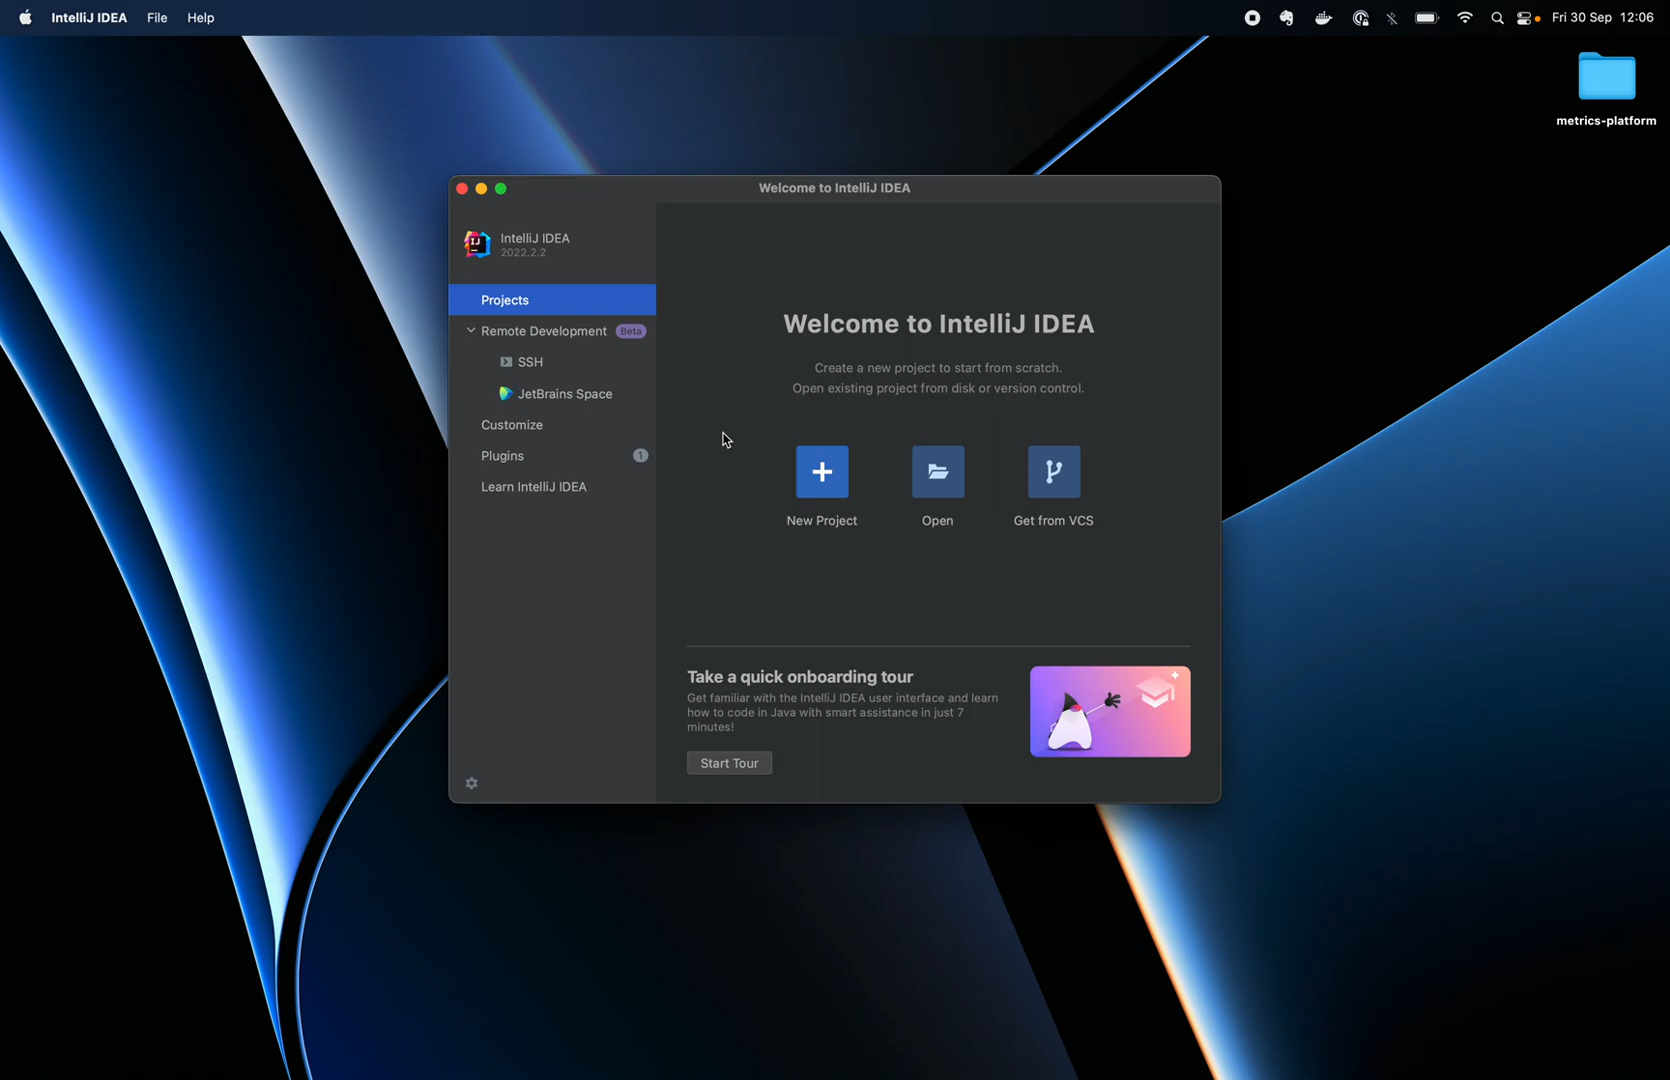 IntelliJ IDEA File Help Fri 30 Sep 12:06
metrics-platform
Welcome to IntelliJ IDEA
IntelliJ IDEA
2022.2.2
Projects
Remote Development Beta
SSH
JetBrains Space
Customize
Plugins 1
Learn IntelliJ IDEA
Welcome to IntelliJ IDEA
Create a new project to start from scratch.
Open existing project from disk or version control.
New Project Open Get from VCS
Take a quick onboarding tour
Get familiar with the IntelliJ IDEA user interface and learn
how to code in Java with smart assistance in just 7
minutes!
Start Tour